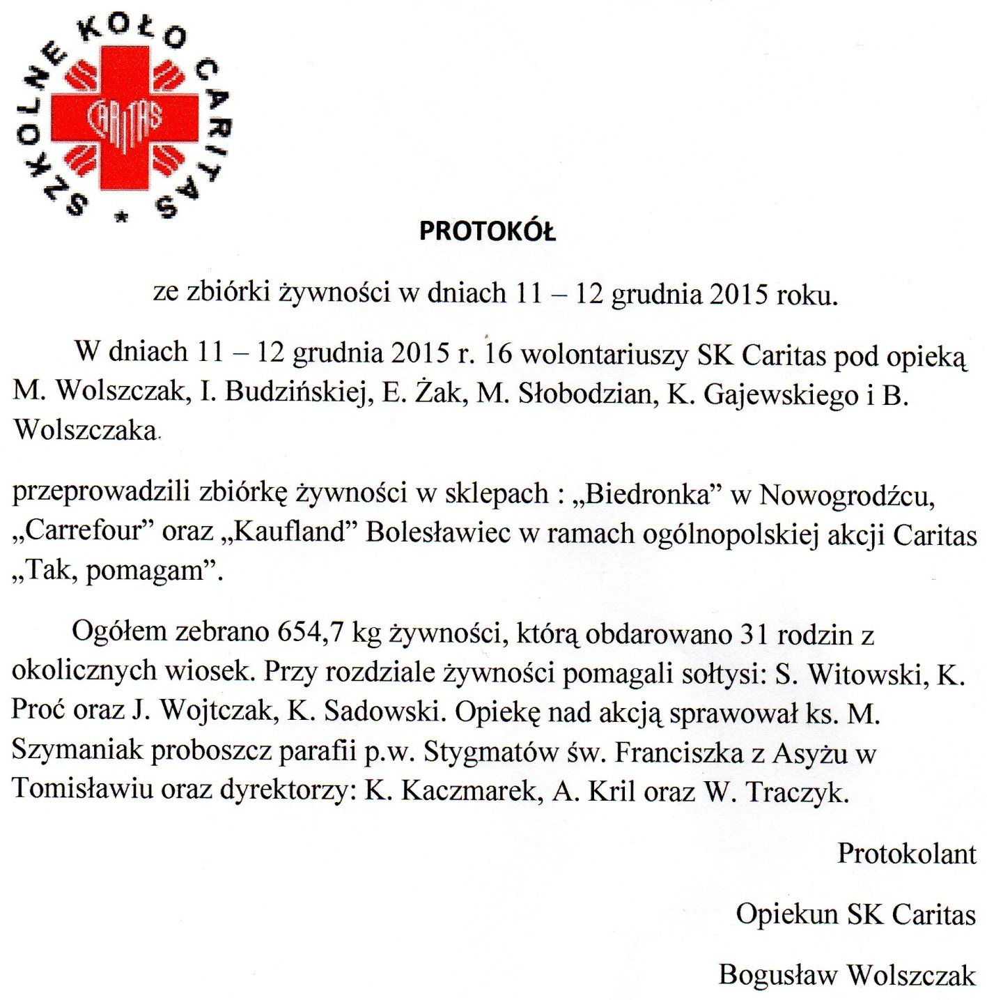 SZKOLNE KOŁO CARITAS *
CARITAS
PROTOKÓŁ
ze zbiórki żywności w dniach 11 – 12 grudnia 2015 roku.
W dniach 11 – 12 grudnia 2015 r. 16 wolontariuszy SK Caritas pod opieką
M. Wolszczak, I. Budzińskiej, E. Żak, M. Słobodzian, K. Gajewskiego i B.
Wolszczaka.
przeprowadzili zbiórkę żywności w sklepach : „Biedronka” w Nowogrodźcu,
„Carrefour” oraz „Kaufland” Bolesławiec w ramach ogólnopolskiej akcji Caritas
„Tak, pomagam”.
Ogółem zebrano 654,7 kg żywności, którą obdarowano 31 rodzin z
okolicznych wiosek. Przy rozdziale żywności pomagali sołtysi: S. Witowski, K.
Proć oraz J. Wojtczak, K. Sadowski. Opiekę nad akcją sprawował ks. M.
Szymaniak proboszcz parafii p.w. Stygmatów św. Franciszka z Asyżu w
Tomisławiu oraz dyrektorzy: K. Kaczmarek, A. Kril oraz W. Traczyk.
Protokolant
Opiekun SK Caritas
Bogusław Wolszczak